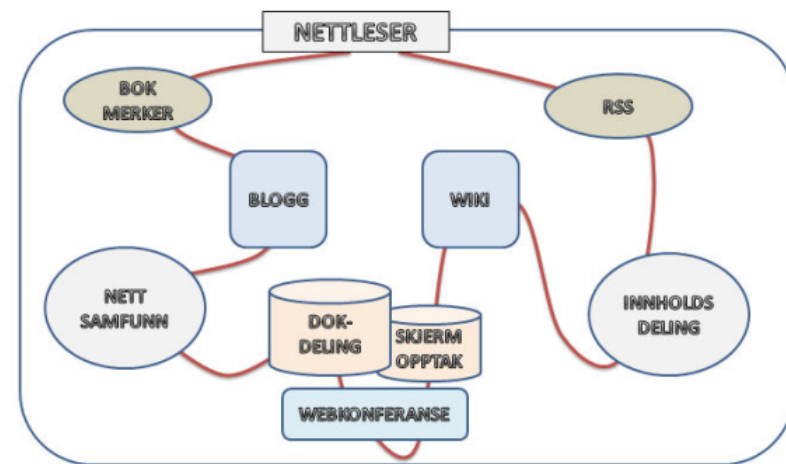 NETTLESER
BOK
MERKER
RSS
BLOGG
WIKI
NETT
SAMFUNN
DOK-
DELING
SKJERM
OPPTAK
INNHOLDS
DELING
WEBKONFERANSE